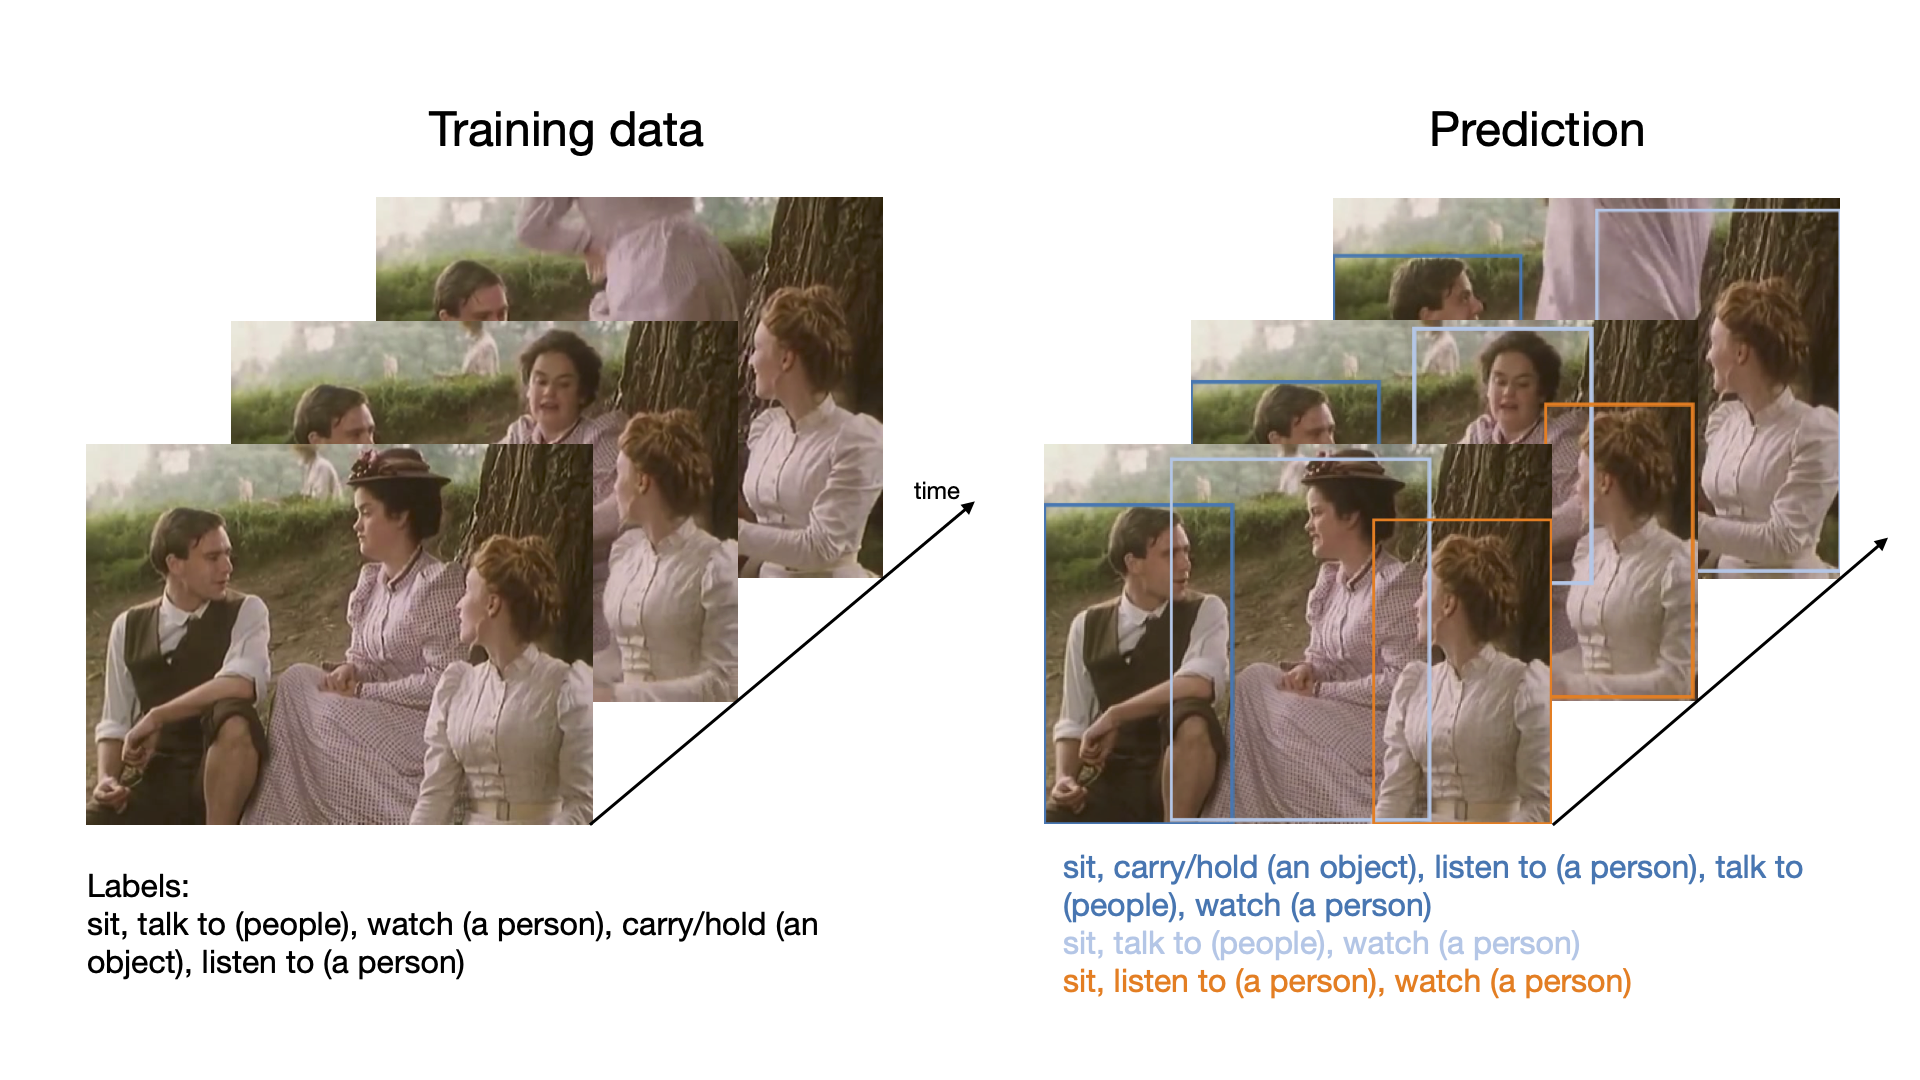 Training data
Prediction
time
Labels:
sit, talk to (people), watch (a person), carry/hold (an
object), listen to (a person)
sit, carry/hold (an object), listen to (a person), talk to
(people), watch (a person)
sit, talk to (people), watch (a person)
sit, listen to (a person), watch (a person)